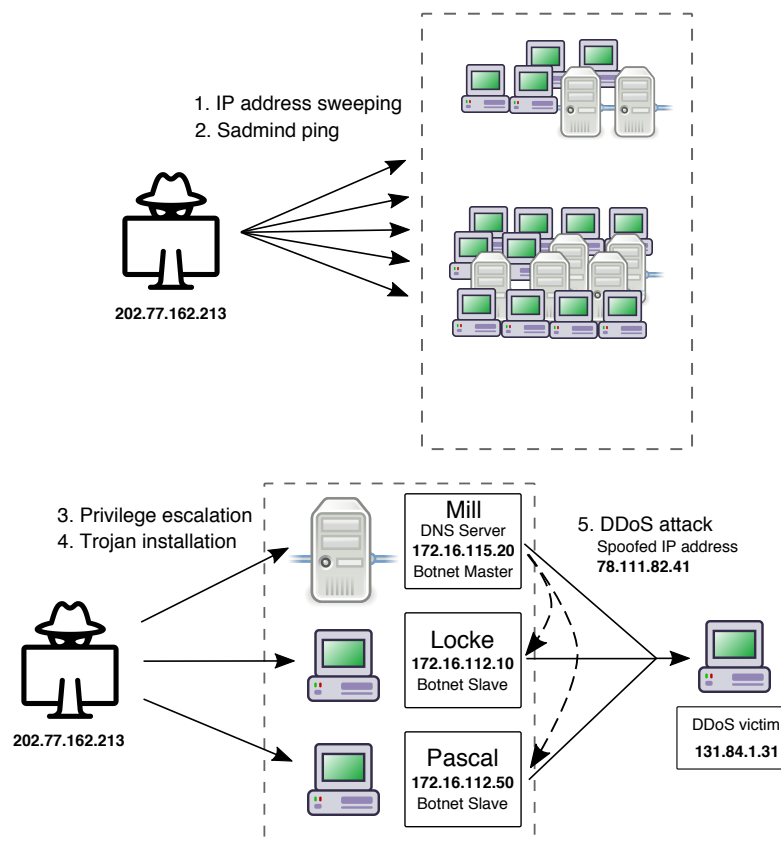 1. IP address sweeping
2. Sadmind ping
202.77.162.213
3. Privilege escalation
4. Trojan installation
202.77.162.213
Mill
DNS Server
172.16.115.20
Botnet Master
Locke
172.16.112.10
Botnet Slave
Pascal
172.16.112.50
Botnet Slave
5. DDoS attack
Spoofed IP address
78.111.82.41
DDoS victim
131.84.1.31